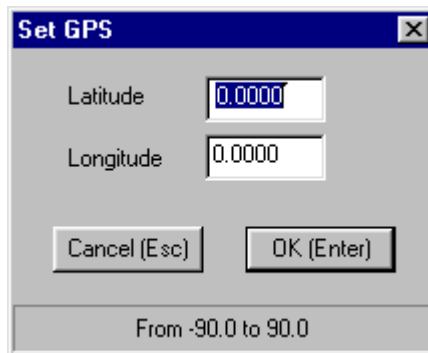 Set GPS
Latitude 0.0000
Longitude 0.0000
Cancel (Esc) OK (Enter)
From -90.0 to 90.0